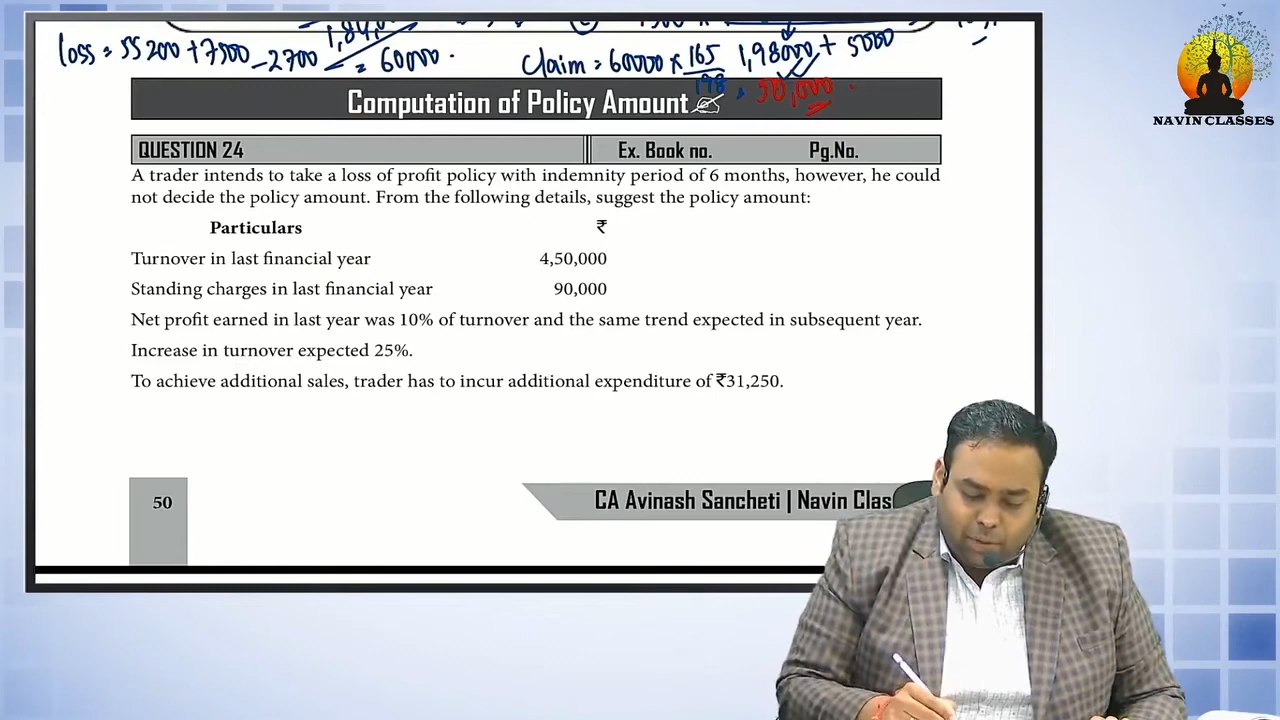 loss = 55200 + 7500 - 2700 = 60000.
Claim = 60000 × 165/198 = 50,000.
1,98000 + 5000
Computation of Policy Amount
QUESTION 24 Ex. Book no. Pg.No.
A trader intends to take a loss of profit policy with indemnity period of 6 months, however, he could
not decide the policy amount. From the following details, suggest the policy amount:
Particulars ₹
Turnover in last financial year 4,50,000
Standing charges in last financial year 90,000
Net profit earned in last year was 10% of turnover and the same trend expected in subsequent year.
Increase in turnover expected 25%.
To achieve additional sales, trader has to incur additional expenditure of ₹31,250.
50
CA Avinash Sancheti | Navin Clas
NAVIN CLASSES